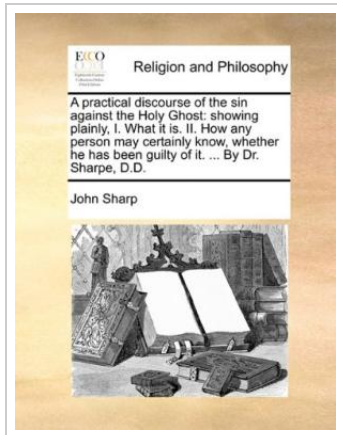 ECCO
Religion and Philosophy
A practical discourse of the sin
against the Holy Ghost: showing
plainly, I. What it is. II. How any
person may certainly know, whether
he has been guilty of it. ... By Dr.
Sharpe, D.D.
John Sharp